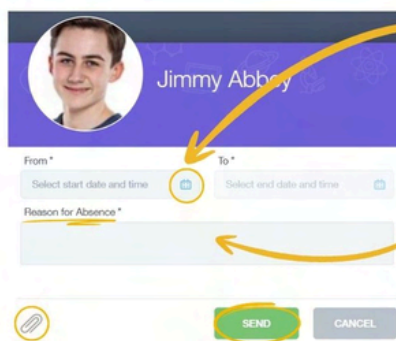 Jimmy Abbey
From * To *
Select start date and time Select end date and time
Reason for Absence *
SEND CANCEL